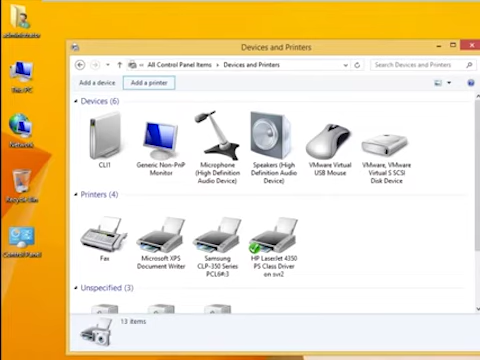 administrator
This PC
Network
Recycle Bin
Control Panel
Devices and Printers
All Control Panel Items
Devices and Printers
Search Devices and Printers
Add a device
Add a printer
Devices (6)
CLI1
Generic Non-PnP
Monitor
Microphone
(High Definition
Audio Device)
Speakers (High
Definition Audio
Device)
VMware Virtual
USB Mouse
VMware, VMware
Virtual S SCSI
Disk Device
Printers (4)
Fax
Microsoft XPS
Document Writer
Samsung
CLP-350 Series
PCL6#:3
HP LaserJet 4350
PS Class Driver
on svr2
Unspecified (3)
13 items